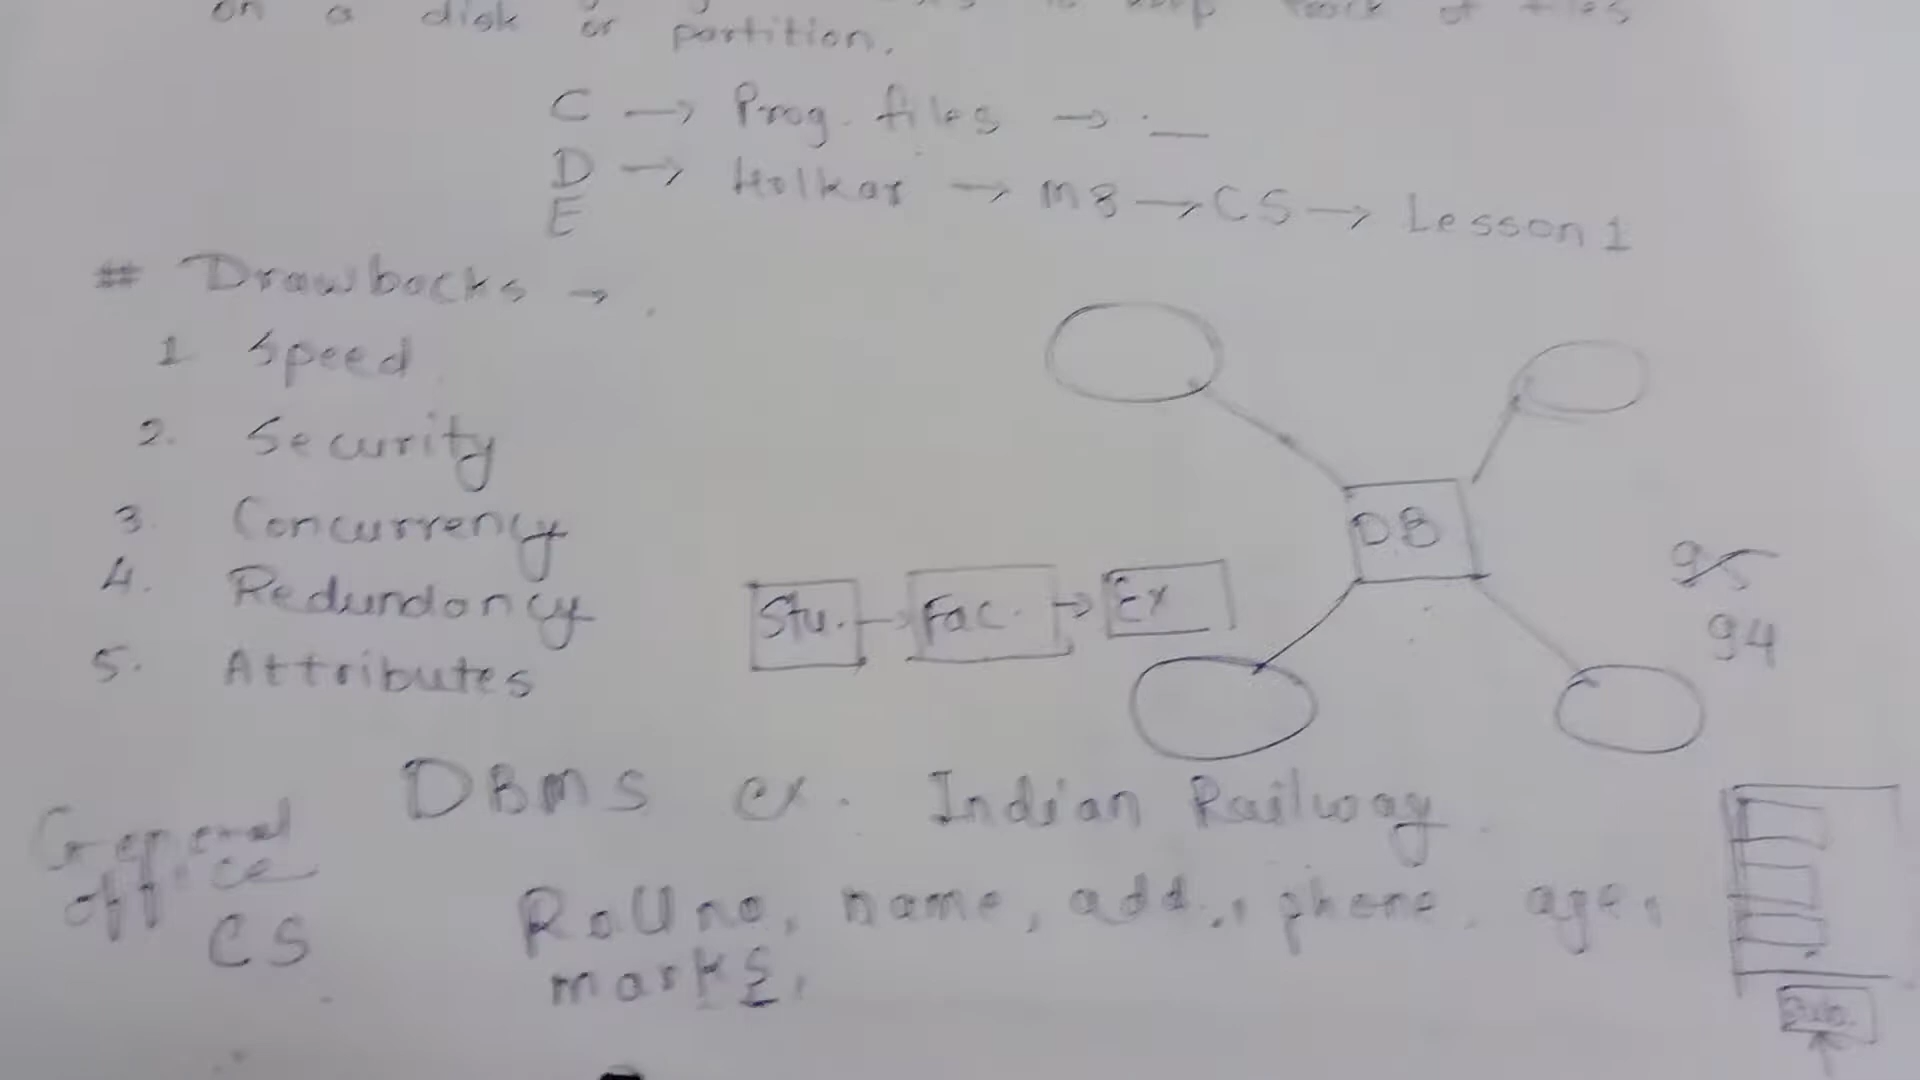 on a disk or partition.
C → Prog. files → —
D → Holkar → M8 → CS → Lesson 1
E
# Drawbacks →
1 Speed
2. Security
3. Concurrency
4. Redundancy
5. Attributes
Stu. → Fac. → Ex
DB
95
94
DBMS ex. Indian Railway
General
office
CS
Rollno, name, add., phone, age,
marks,